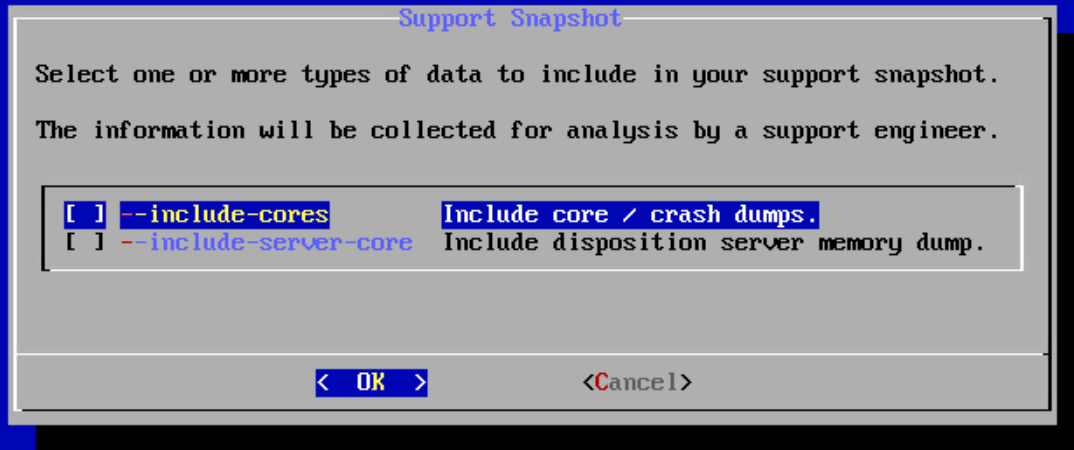 Support Snapshot
Select one or more types of data to include in your support snapshot.
The information will be collected for analysis by a support engineer.
[ ] --include-cores Include core / crash dumps.
[ ] --include-server-core Include disposition server memory dump.
< OK > <Cancel>